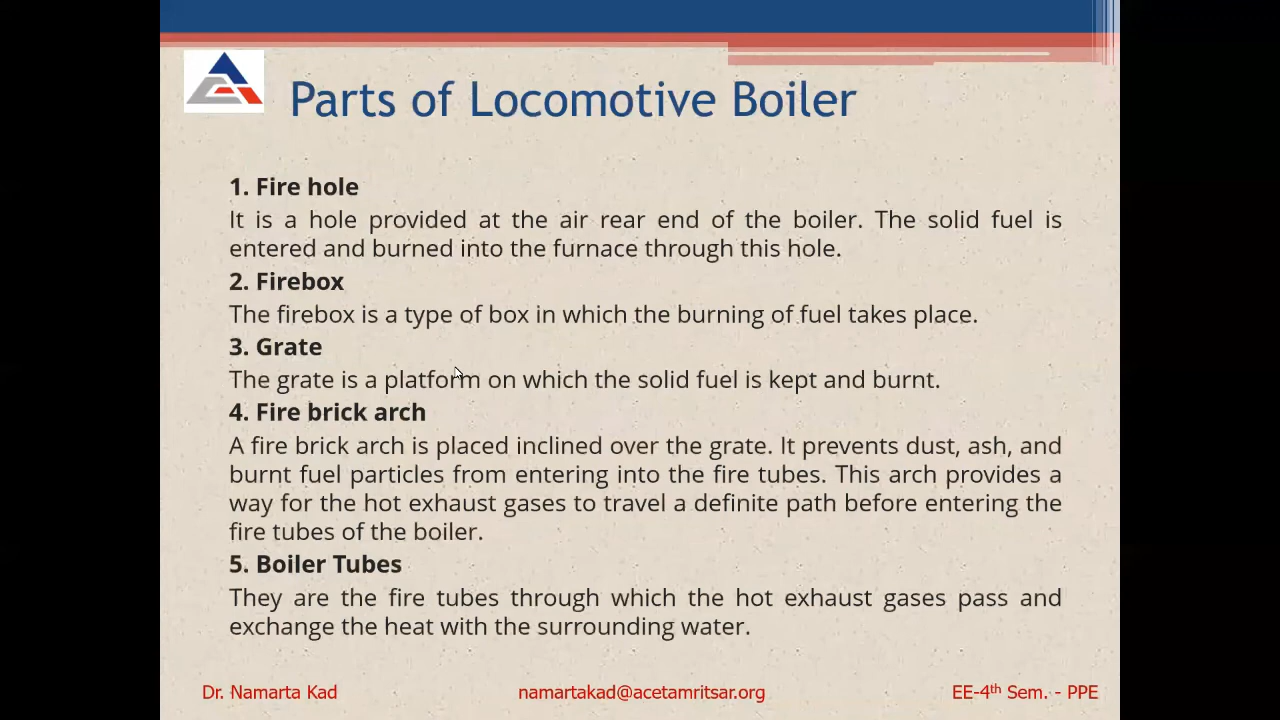 Parts of Locomotive Boiler
1. Fire hole
It is a hole provided at the air rear end of the boiler. The solid fuel is
entered and burned into the furnace through this hole.
2. Firebox
The firebox is a type of box in which the burning of fuel takes place.
3. Grate
The grate is a platform on which the solid fuel is kept and burnt.
4. Fire brick arch
A fire brick arch is placed inclined over the grate. It prevents dust, ash, and
burnt fuel particles from entering into the fire tubes. This arch provides a
way for the hot exhaust gases to travel a definite path before entering the
fire tubes of the boiler.
5. Boiler Tubes
They are the fire tubes through which the hot exhaust gases pass and
exchange the heat with the surrounding water.
Dr. Namarta Kad namartakad@acetamritsar.org EE-4th Sem. - PPE